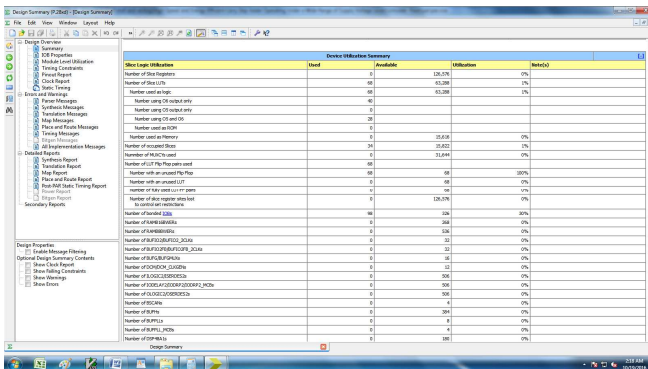 Design Summary (P.28xd) - [Design Summary]
File Edit View Window Layout Help
Design Overview
Summary
IOB Properties
Module Level Utilization
Timing Constraints
Pinout Report
Clock Report
Static Timing
Errors and Warnings
Parser Messages
Synthesis Messages
Translation Messages
Map Messages
Place and Route Messages
Timing Messages
Bitgen Messages
All Implementation Messages
Detailed Reports
Synthesis Report
Translation Report
Map Report
Place and Route Report
Post-PAR Static Timing Report
Power Report
Bitgen Report
Secondary Reports
Design Properties
Enable Message Filtering
Optional Design Summary Contents
Show Clock Report
Show Failing Constraints
Show Warnings
Show Errors
Device Utilization Summary [-]
Slice Logic Utilization Used Available Utilization Note(s)
Number of Slice Registers 0 126,576 0%
Number of Slice LUTs 68 63,288 1%
Number used as logic 68 63,288 1%
Number using O6 output only 40
Number using O5 output only 0
Number using O5 and O6 28
Number used as ROM 0
Number used as Memory 0 15,616 0%
Number of occupied Slices 34 15,822 1%
Number of MUXCYs used 0 31,644 0%
Number of LUT Flip Flop pairs used 68
Number with an unused Flip Flop 68 68 100%
Number with an unused LUT 0 68 0%
Number of fully used LUT-FF pairs 0 68 0%
Number of slice register sites lost
to control set restrictions 0 126,576 0%
Number of bonded IOBs 98 326 30%
Number of RAMB16BWERs 0 268 0%
Number of RAMB8BWERs 0 536 0%
Number of BUFIO2/BUFIO2_2CLKs 0 32 0%
Number of BUFIO2FB/BUFIO2FB_2CLKs 0 32 0%
Number of BUFG/BUFGMUXs 0 16 0%
Number of DCM/DCM_CLKGENs 0 12 0%
Number of ILOGIC2/ISERDES2s 0 506 0%
Number of IODELAY2/IODRP2/IODRP2_MCBs 0 506 0%
Number of OLOGIC2/OSERDES2s 0 506 0%
Number of BSCANs 0 4 0%
Number of BUFHs 0 384 0%
Number of BUFPLLs 0 8 0%
Number of BUFPLL_MCBs 0 4 0%
Number of DSP48A1s 0 180 0%
Design Summary
2:18 AM
10/19/2016